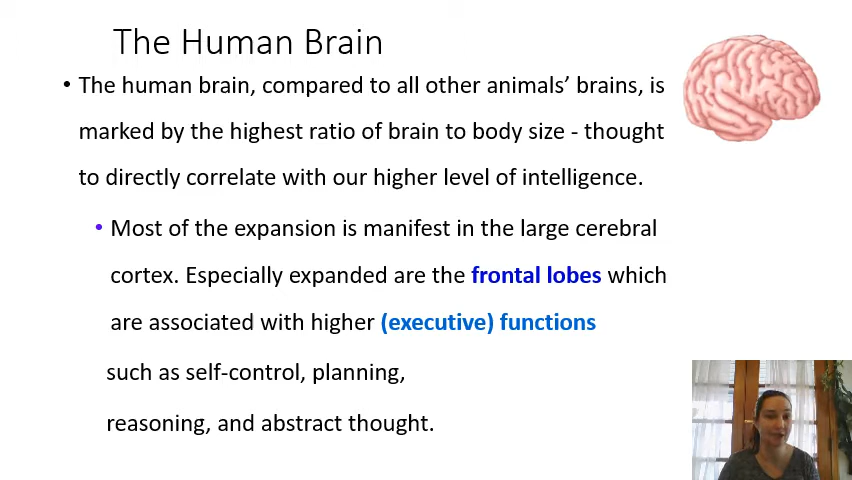 The Human Brain
• The human brain, compared to all other animals’ brains, is
marked by the highest ratio of brain to body size - thought
to directly correlate with our higher level of intelligence.
• Most of the expansion is manifest in the large cerebral
cortex. Especially expanded are the frontal lobes which
are associated with higher (executive) functions
such as self-control, planning,
reasoning, and abstract thought.